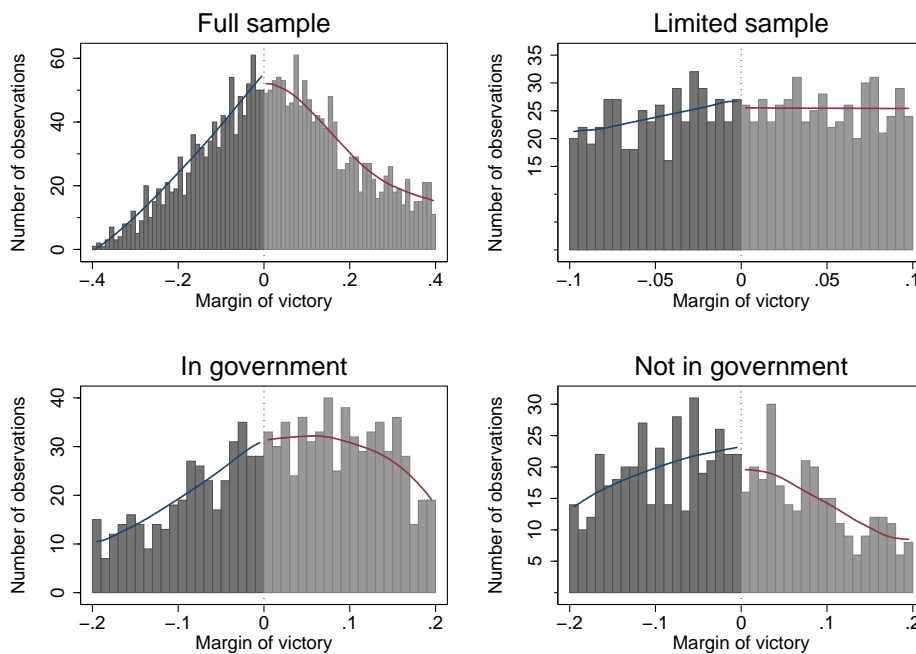 Full sample
Number of observations
60
40
20
0
-.4 -.2 0 .2 .4
Margin of victory
Limited sample
Number of observations
35
30
25
20
15
-.1 -.05 0 .05 .1
Margin of victory
In government
Number of observations
40
30
20
10
0
-.2 -.1 0 .1 .2
Margin of victory
Not in government
Number of observations
30
25
20
15
10
5
-.2 -.1 0 .1 .2
Margin of victory